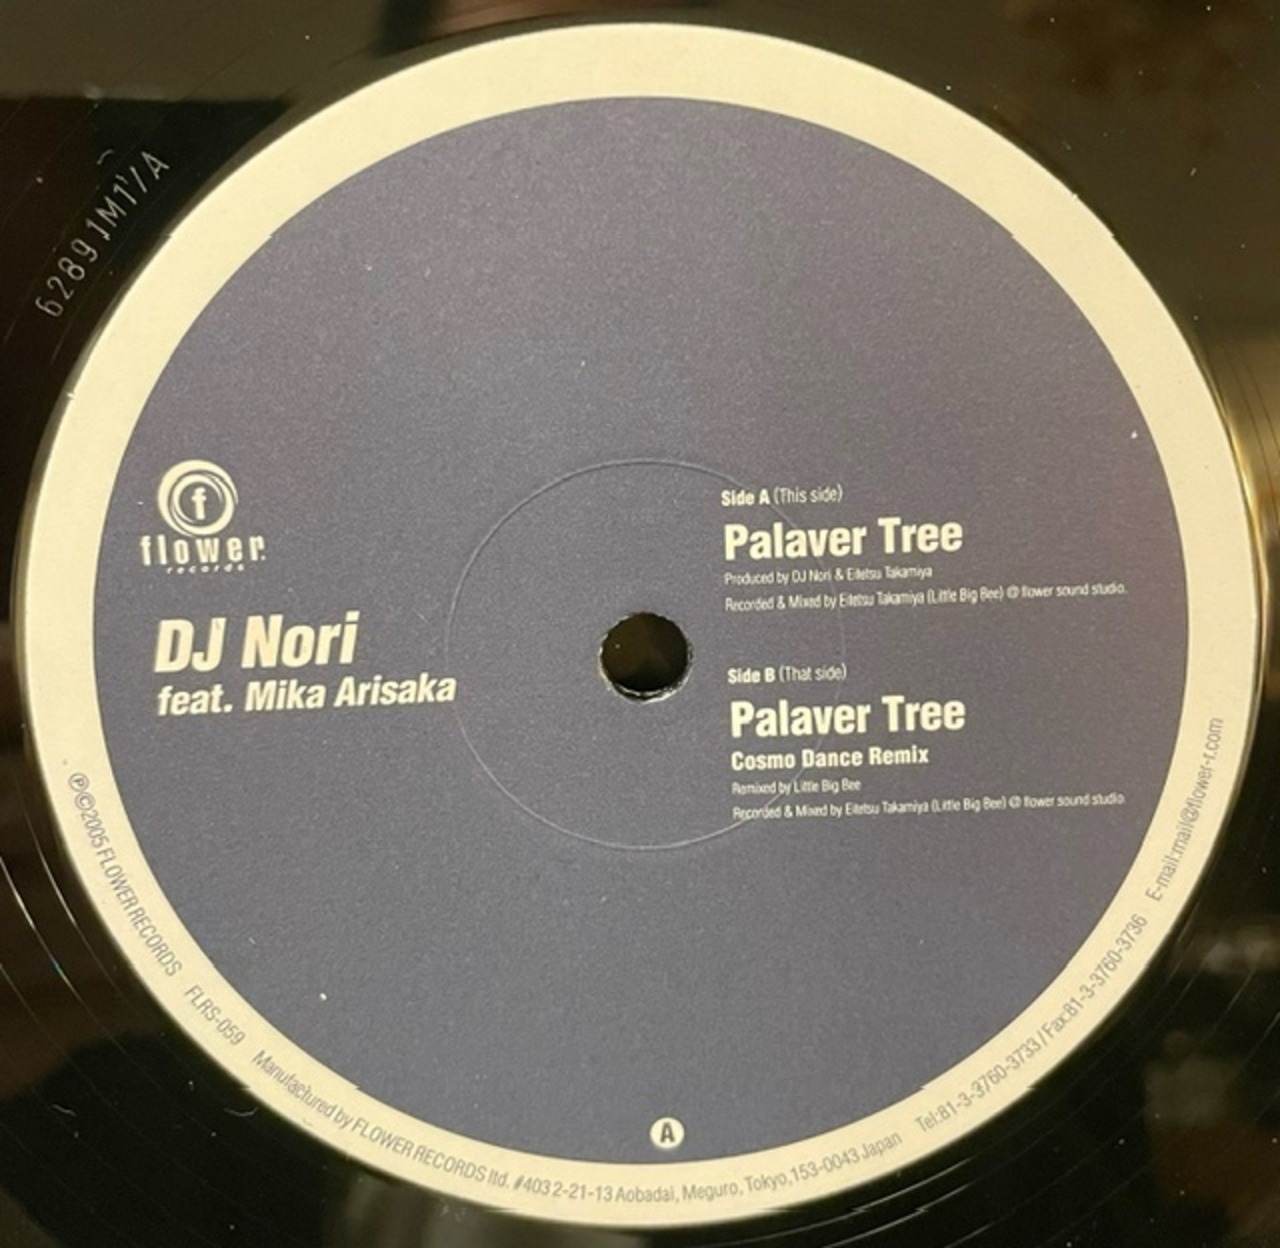 62891M1'/A
f
flower
records
DJ Nori
feat. Mika Arisaka
Side A (This side)
Palaver Tree
Produced by DJ Nori & Eitetsu Takamiya
Recorded & Mixed by Eitetsu Takamiya (Little Big Bee) @ flower sound studio.
Side B (That side)
Palaver Tree
Cosmo Dance Remix
Remixed by Little Big Bee
Recorded & Mixed by Eitetsu Takamiya (Little Big Bee) @ flower sound studio
A
℗©2005 FLOWER RECORDS FLRS-059 Manufactured by FLOWER RECORDS ltd. #403 2-21-13 Aobadai, Meguro, Tokyo, 153-0043 Japan Tel:81-3-3760-3733 / Fax:81-3-3760-3736 E-mail:mail@flower-r.com